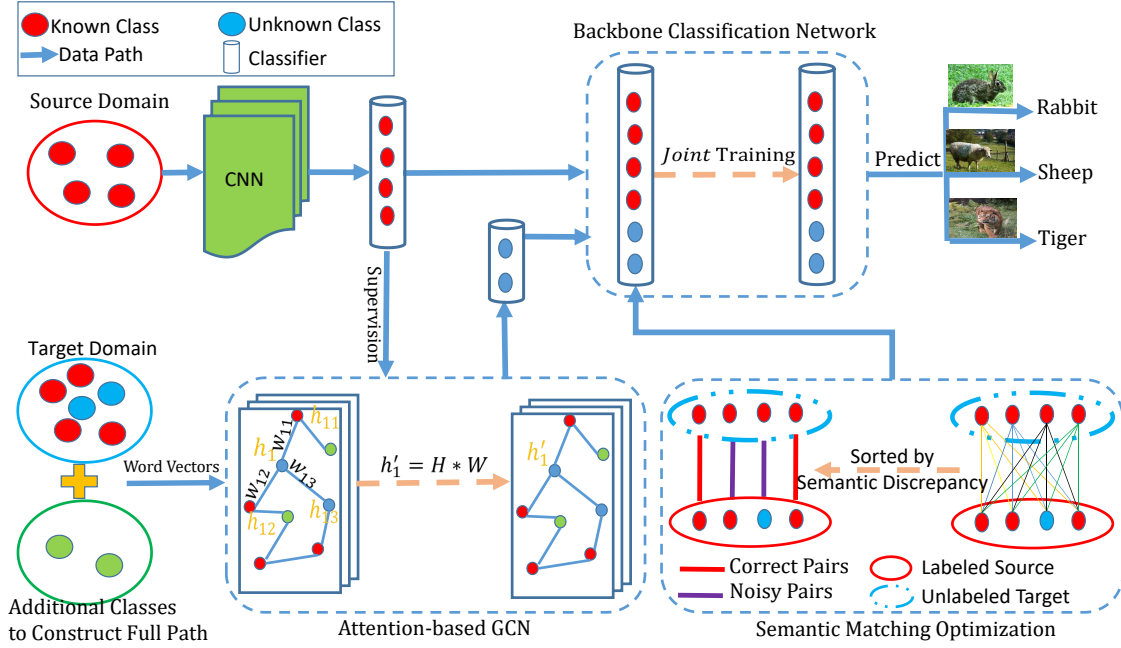 Known Class
Unknown Class
Data Path
Classifier
Backbone Classification Network
Source Domain
CNN
Joint Training
Predict
Rabbit
Sheep
Tiger
Supervision
Target Domain
Word Vectors
Additional Classes
to Construct Full Path
h₁
h₁₁
W₁₁
W₁₂
W₁₃
h₁₂
h₁₃
h₁′ = H ∗ W
h₁′
Attention-based GCN
Sorted by
Semantic Discrepancy
Correct Pairs
Noisy Pairs
Labeled Source
Unlabeled Target
Semantic Matching Optimization